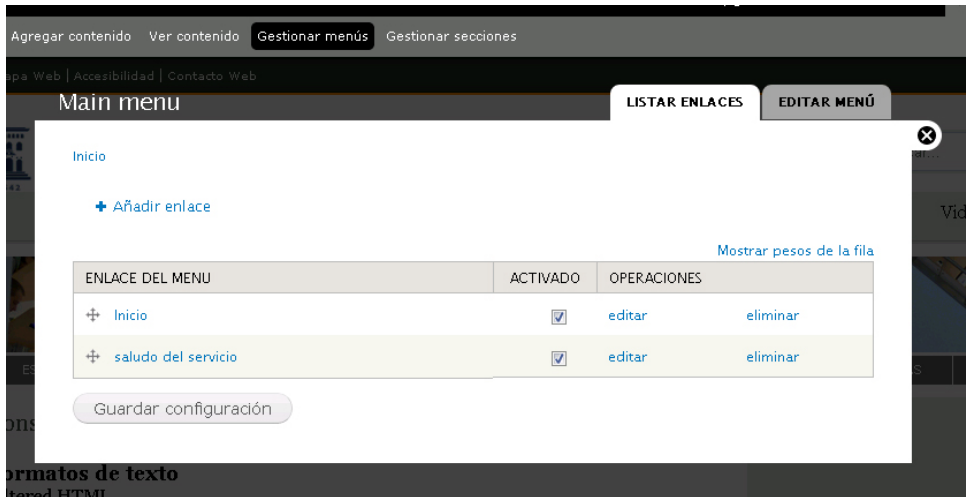 Agregar contenido Ver contenido Gestionar menús Gestionar secciones
Web | Accesibilidad | Contacto Web
Main menu LISTAR ENLACES EDITAR MENÚ
Inicio
Añadir enlace
Mostrar pesos de la fila
ENLACE DEL MENU ACTIVADO OPERACIONES
Inicio editar eliminar
saludo del servicio editar eliminar
Guardar configuración
de texto
HTML